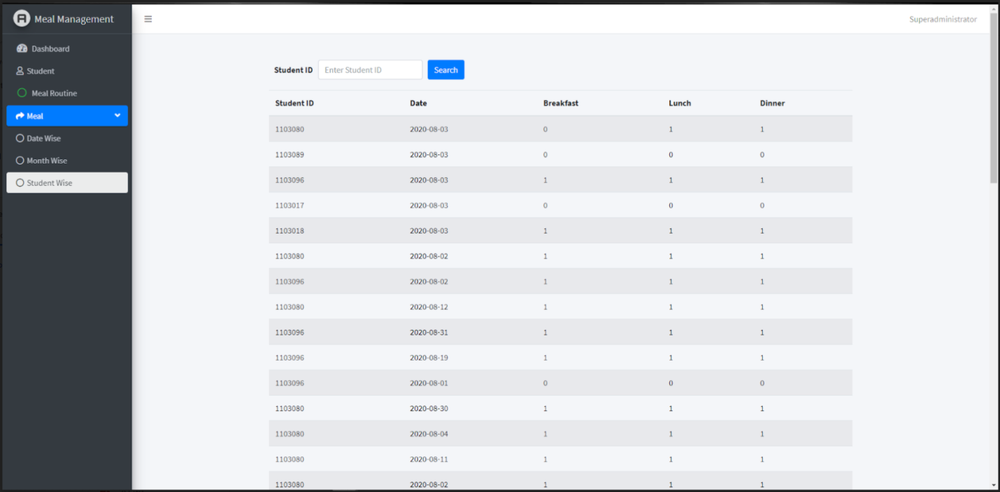 Meal Management
Superadministrator
Dashboard
Student
Meal Routine
Meal
Date Wise
Month Wise
Student Wise
Student ID Enter Student ID Search
Student ID Date Breakfast Lunch Dinner
1103080 2020-08-03 0 1 1
1103089 2020-08-03 0 0 0
1103096 2020-08-03 1 1 1
1103017 2020-08-03 0 0 0
1103018 2020-08-03 1 1 1
1103080 2020-08-02 1 1 1
1103096 2020-08-02 1 1 1
1103080 2020-08-12 1 1 1
1103096 2020-08-31 1 1 1
1103096 2020-08-19 1 1 1
1103096 2020-08-01 0 0 0
1103080 2020-08-30 1 1 1
1103080 2020-08-04 1 1 1
1103080 2020-08-11 1 1 1
1103080 2020-08-02 1 1 1